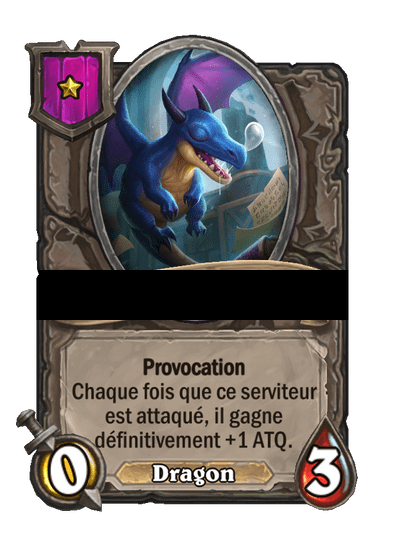 Provocation
Chaque fois que ce serviteur
est attaqué, il gagne
définitivement +1 ATQ.
0
Dragon
3